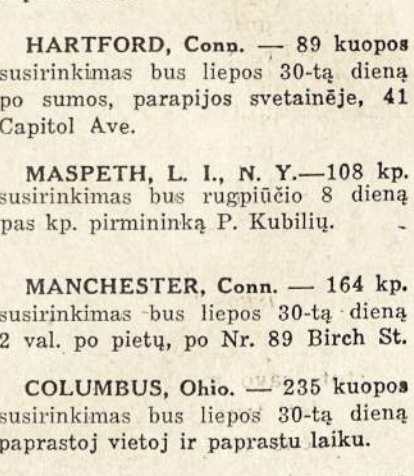 HARTFORD, Conn. — 89 kuopos
susirinkimas bus liepos 30-tą dieną
po sumos, parapijos svetainėje, 41
Capitol Ave.
MASPETH, L. I., N. Y.—108 kp.
susirinkimas bus rugpiūčio 8 dieną
pas kp. pirmininką P. Kubilių.
MANCHESTER, Conn. — 164 kp.
susirinkimas bus liepos 30-tą dieną
2 val. po pietų, po Nr. 89 Birch St.
COLUMBUS, Ohio. — 235 kuopos
susirinkimas bus liepos 30-tą dieną
paprastoj vietoj ir paprastu laiku.